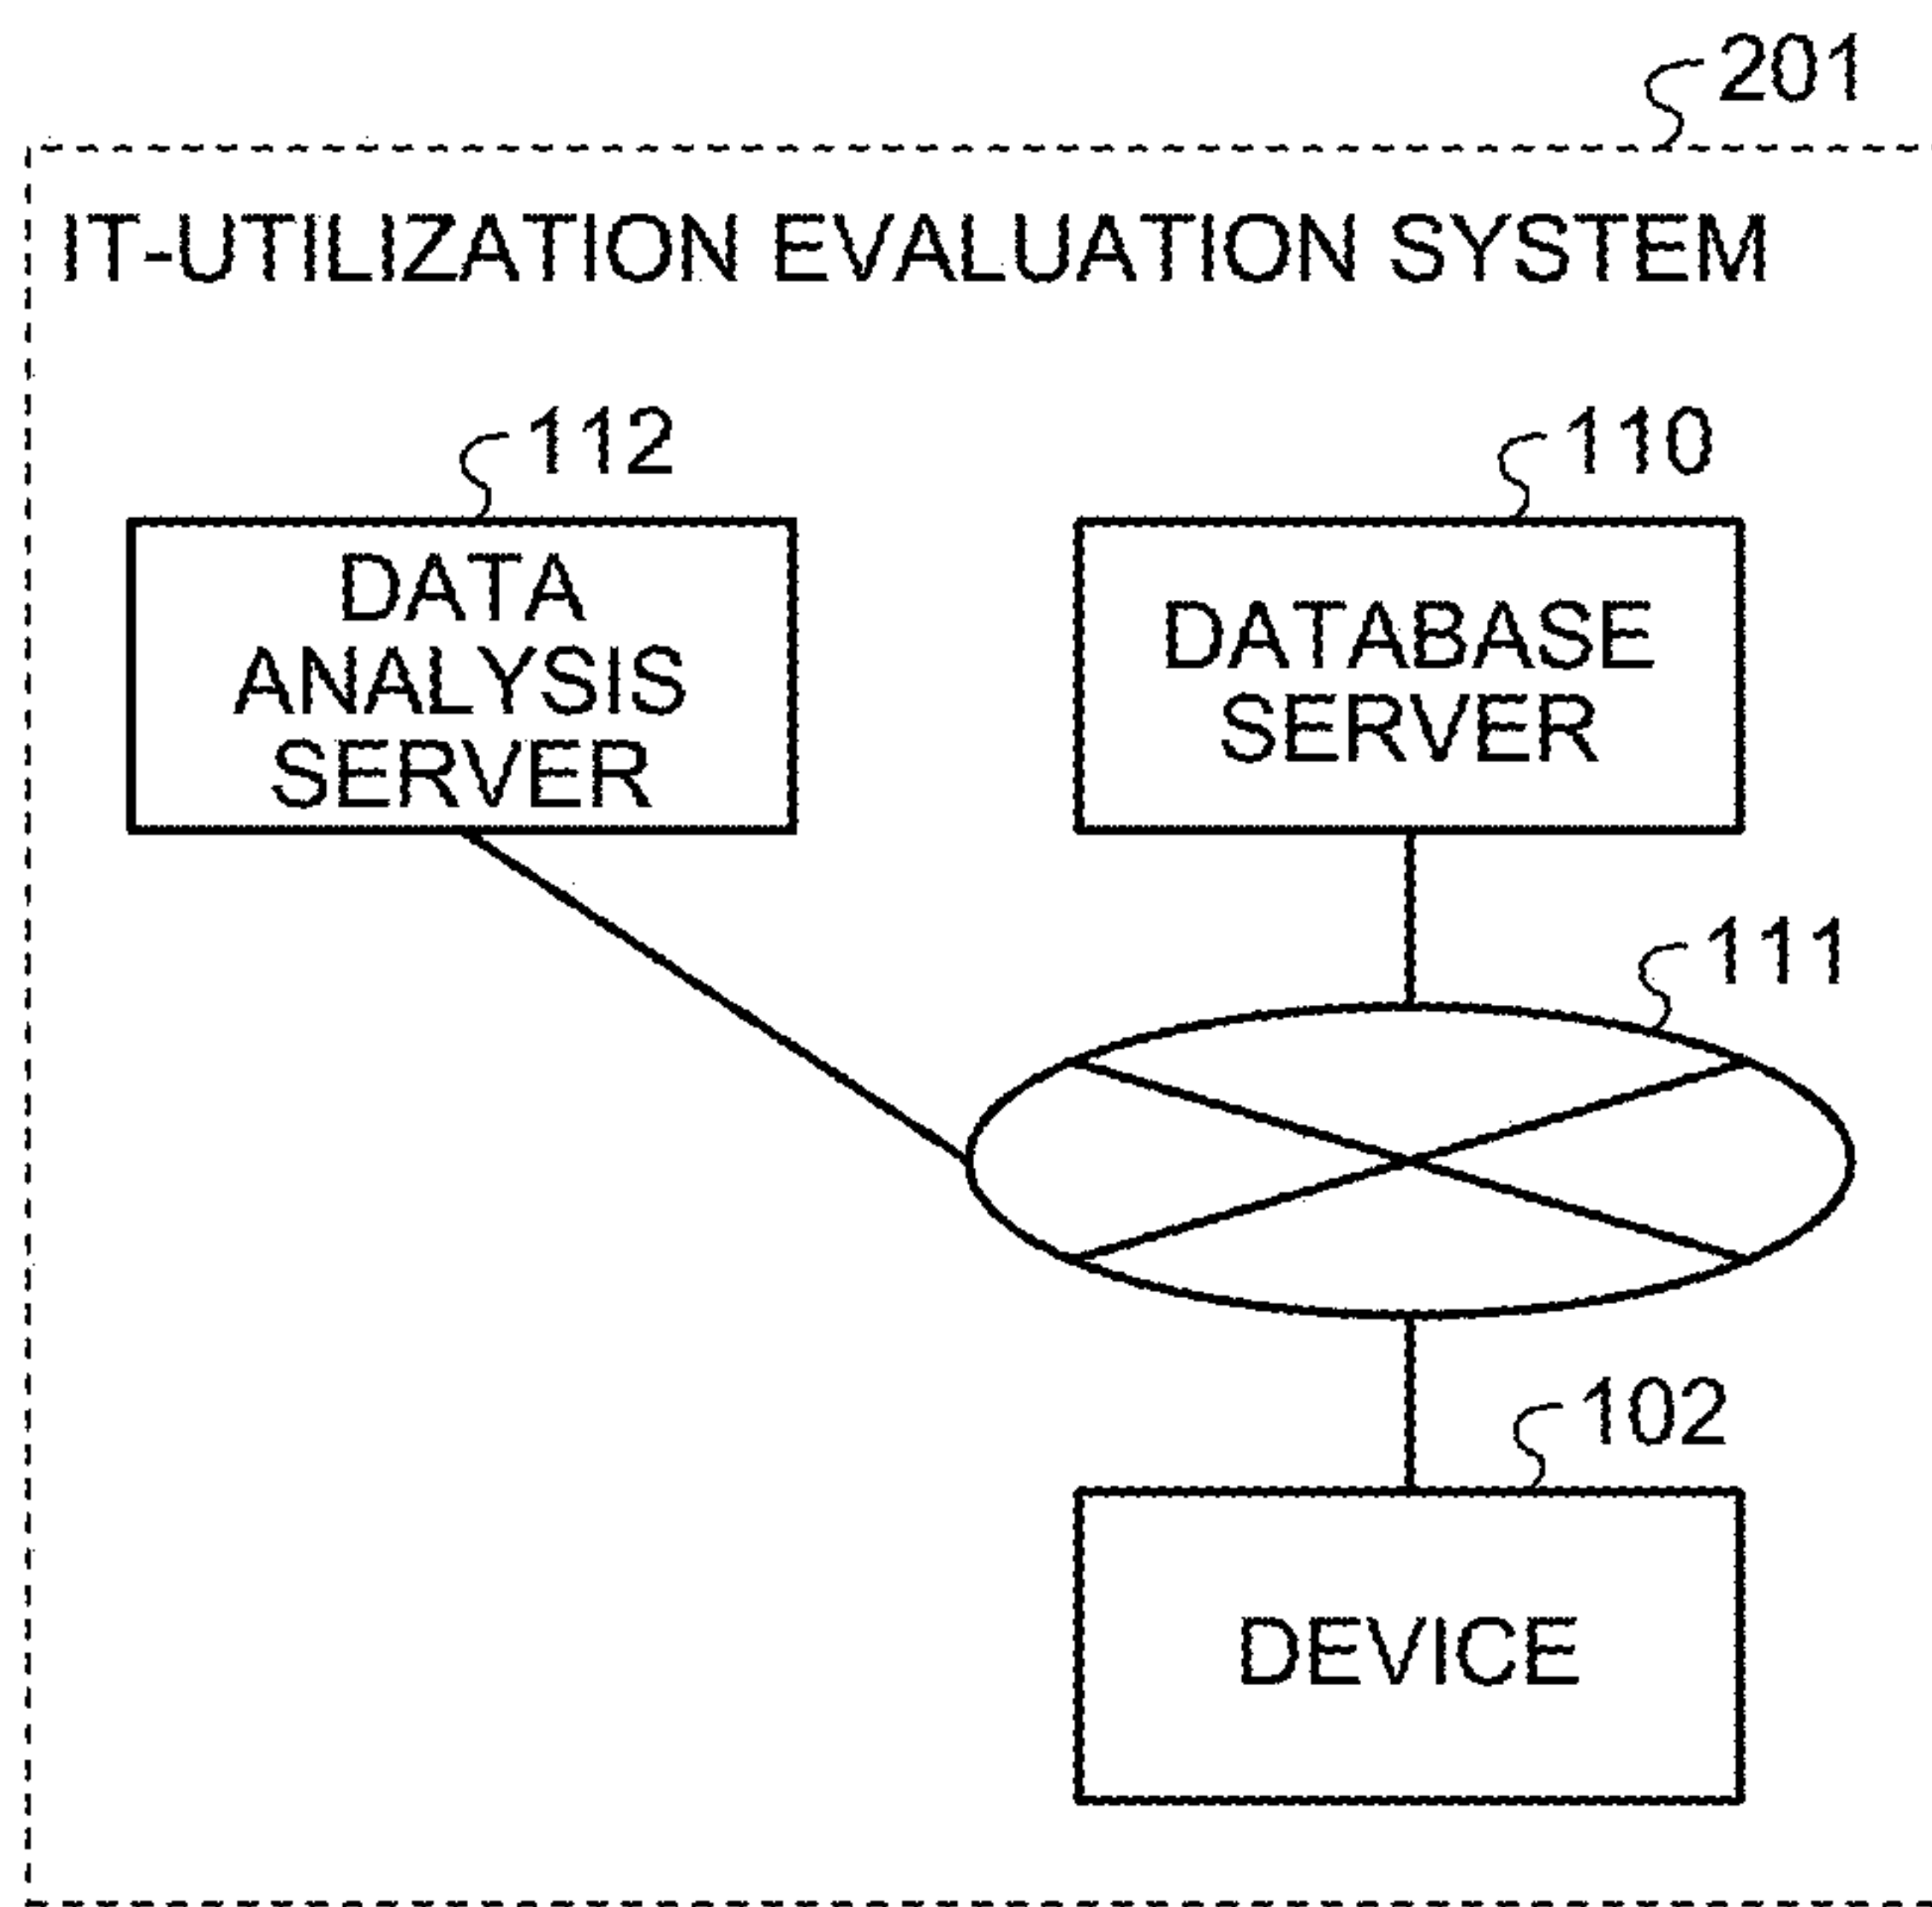 201
IT-UTILIZATION EVALUATION SYSTEM
112
110
DATA
ANALYSIS
SERVER
DATABASE
SERVER
111
102
DEVICE